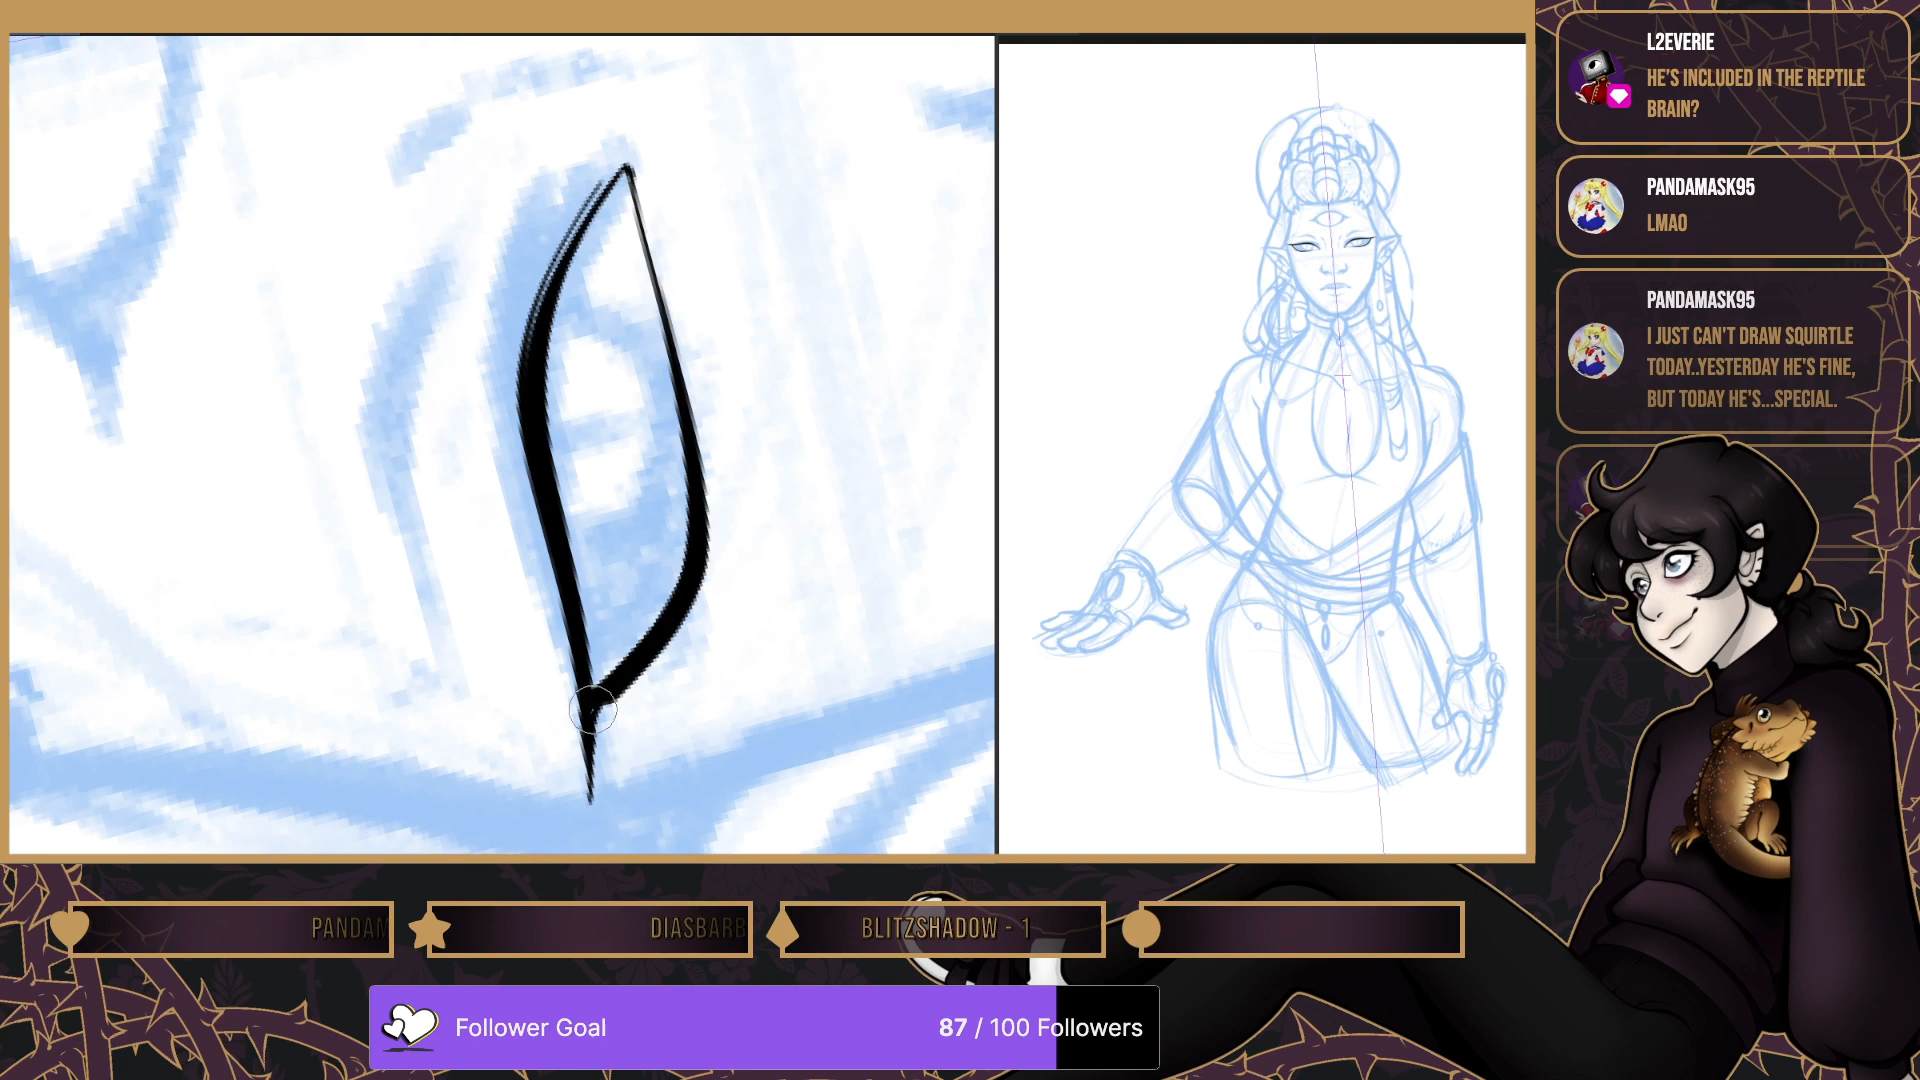 L2EVERIE
HE'S INCLUDED IN THE REPTILE
BRAIN?
PANDAMASK95
LMAO
PANDAMASK95
I JUST CAN'T DRAW SQUIRTLE
TODAY..YESTERDAY HE'S FINE,
BUT TODAY HE'S...SPECIAL.
PANDAM
DIASBARB
BLITZSHADOW - 1
Follower Goal
87 / 100 Followers